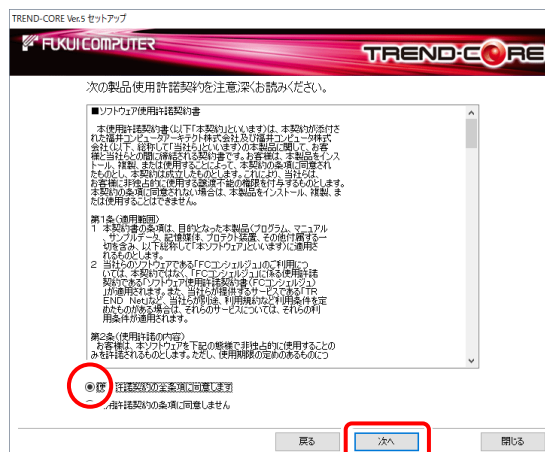 TREND-CORE Ver.5 セットアップ
FUKUI COMPUTER
TREND-CORE
次の製品使用許諾契約を注意深くお読みください。
■ソフトウェア使用許諾契約書
本使用許諾契約書(以下「本契約」といいます)は、本契約が添付さ
れた福井コンピュータアーキテクト株式会社及び福井コンピュータ株式
会社(以下、総称して「当社ら」といいます)の本製品に関して、お客
様と当社らとの間に締結される契約書です。お客様は、本製品をインス
トール、複製、または使用することによって、本契約の条項に同意され
たものとし、本契約は成立したものとします。これにより、当社らは、
お客様に非独占的に使用する譲渡不能の権限を付与するものとします。
本契約の条項に同意されない場合は、本製品をインストール、複製、ま
たは使用することはできません。
第1条(適用範囲)
1 本契約書の条項は、目的となった本製品(プログラム、マニュアル
、サンプルデータ、記憶媒体、プロテクト装置、その他付属する一
切を含み、以下総称して「本ソフトウェア」といいます)に適用さ
れるものとします。
2 当社らのソフトウェアである「FCコンシェルジュ」のご利用につ
いては、本契約ではなく、「FCコンシェルジュ」に係る使用許諾
契約である「ソフトウェア使用許諾契約書(FCコンシェルジュ)
」が適用されます。また、当社らが提供するサービスである「TR
END Net」など、当社らが別途、利用規約など利用条件を定
めたものがある場合は、それらのサービスについては、それらの利
用条件が適用されます。
第2条(使用許諾の内容)
お客様は、本ソフトウェアを下記の態様で非独占的に使用することの
みを許諾されるものとします。ただし、使用期限の定めのあるものにつ
許諾契約の全条項に同意します
許諾契約の条項に同意しません
戻る
次へ
閉じる